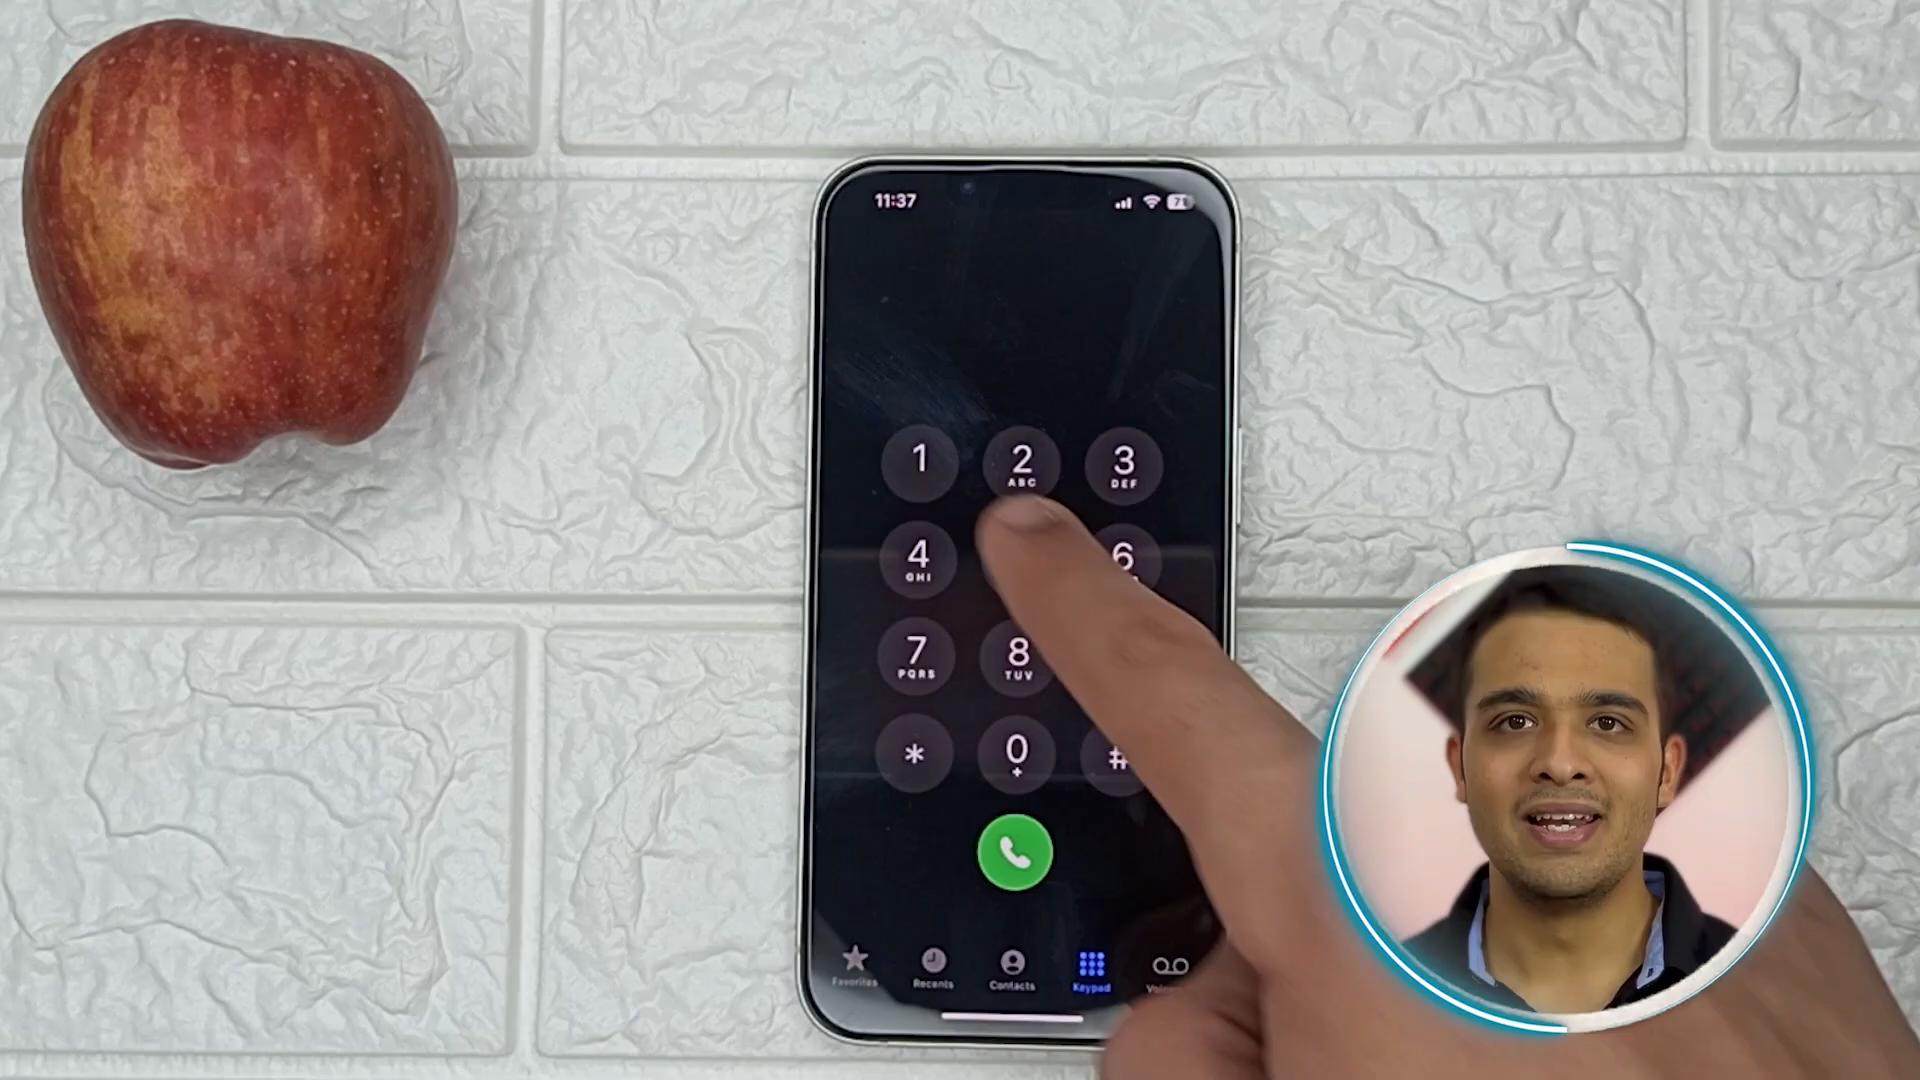 11:37
1 2 3
ABC DEF
4 6
GHI
7 8
PQRS TUV
* 0 #
+
Favorites Recents Contacts Keypad